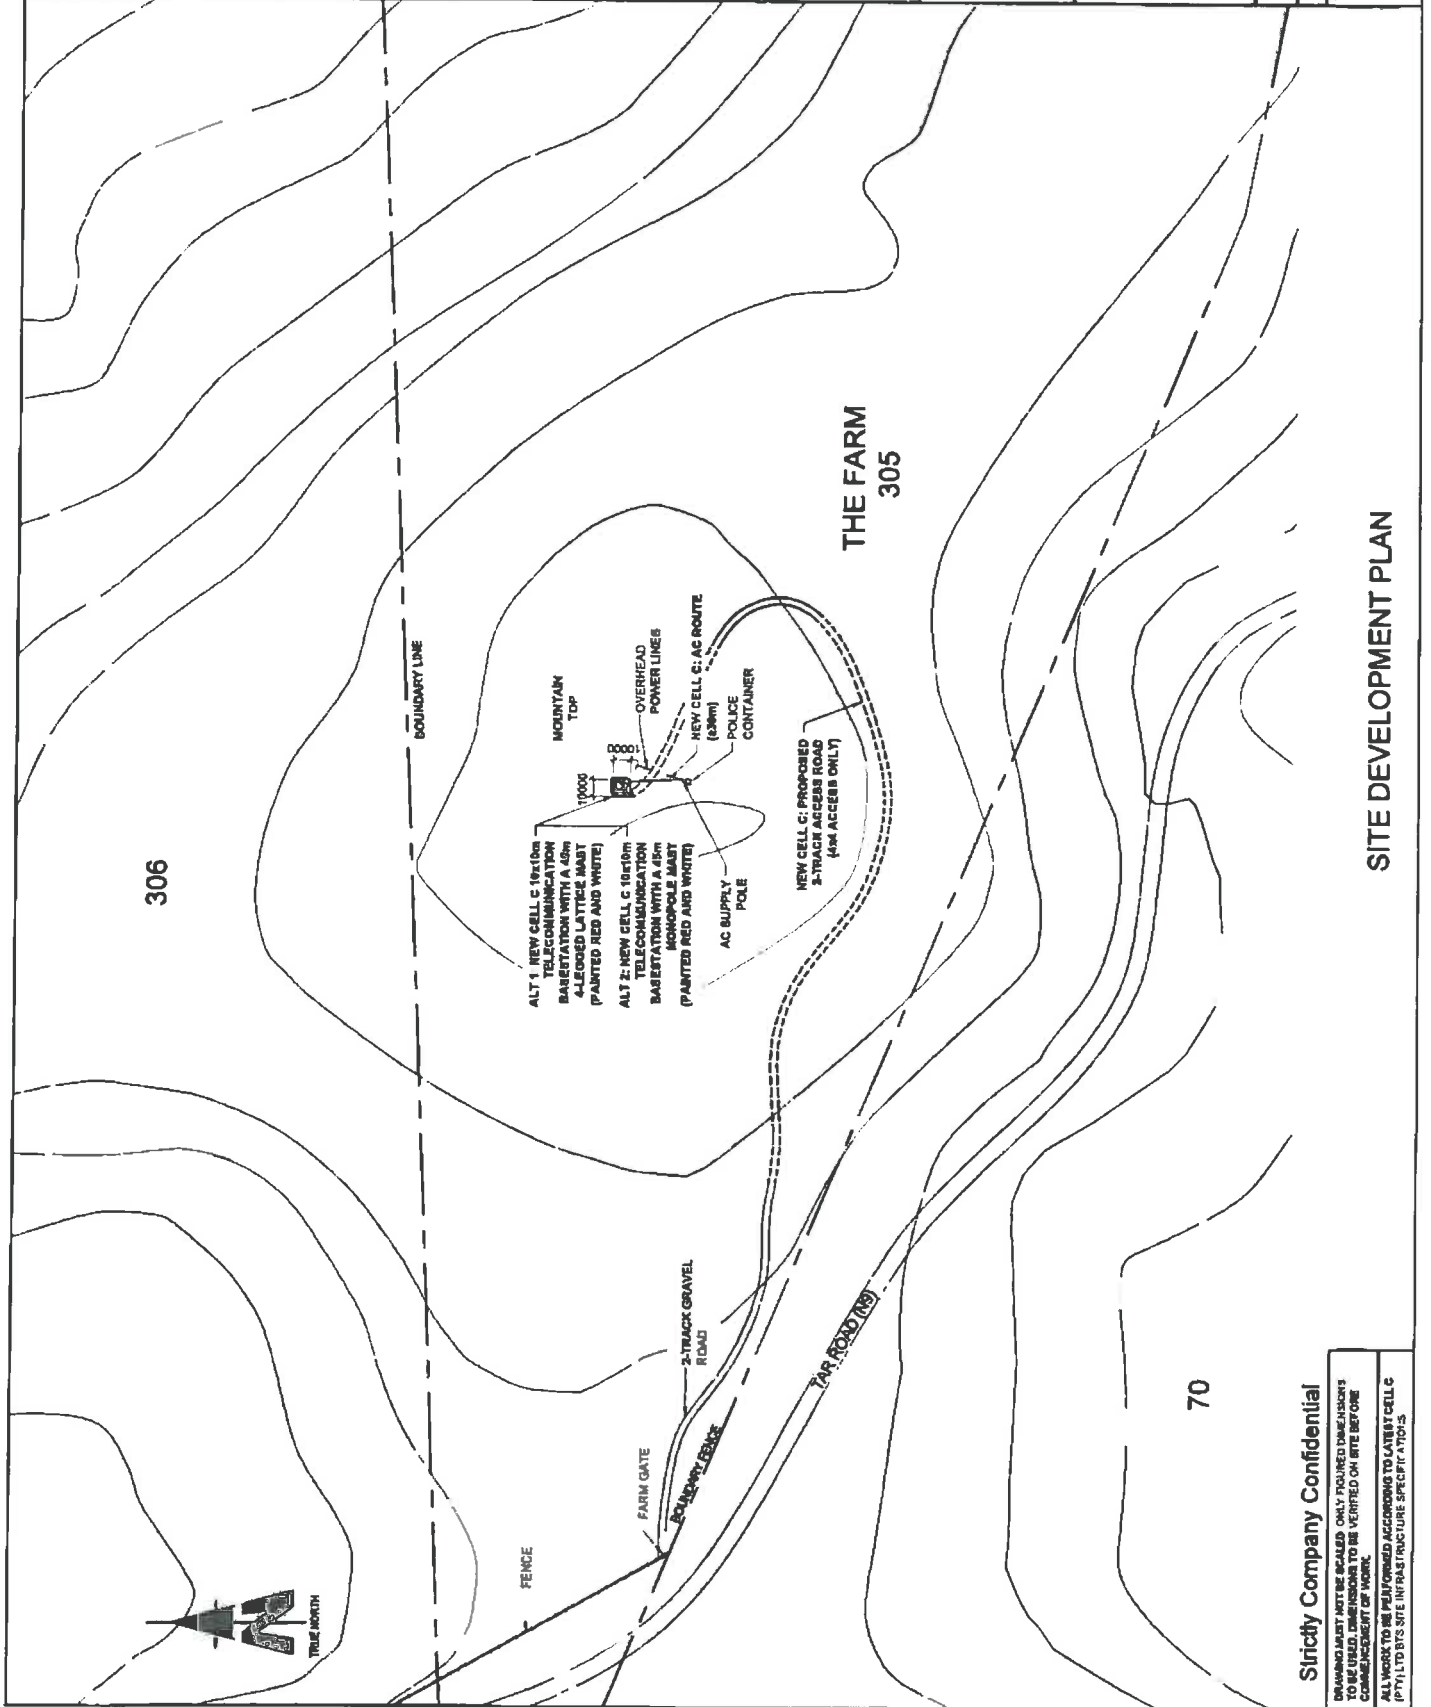 306
BOUNDARY LINE
MOUNTAIN
TOP
10000
OVERHEAD
POWER LINES
NEW CELL C: AC ROUTE
(±30m)
POLICE
CONTAINER
ALT 1: NEW CELL C 10x10m
TELECOMMUNICATION
BASESTATION WITH A 45m
4-LEGGED LATTICE MAST
(PAINTED RED AND WHITE)
ALT 2: NEW CELL C 10x10m
TELECOMMUNICATION
BASESTATION WITH A 45m
MONOPOLE MAST
(PAINTED RED AND WHITE)
AC SUPPLY
POLE
NEW CELL C: PROPOSED
2-TRACK ACCESS ROAD
(4x4 ACCESS ONLY)
THE FARM
305
TRUE NORTH
FENCE
FARM GATE
2-TRACK GRAVEL
ROAD
BOUNDARY FENCE
TAR ROAD (N9)
70
SITE DEVELOPMENT PLAN
Strictly Company Confidential
DRAWING MUST NOT BE SCALED ONLY FIGURED DIMENSIONS
TO BE USED. DIMENSIONS TO BE VERIFIED ON SITE BEFORE
COMMENCEMENT OF WORK.
ALL WORK TO BE PERFORMED ACCORDING TO LATEST CELL C
(PTY) LTD BTS SITE INFRASTRUCTURE SPECIFICATIONS